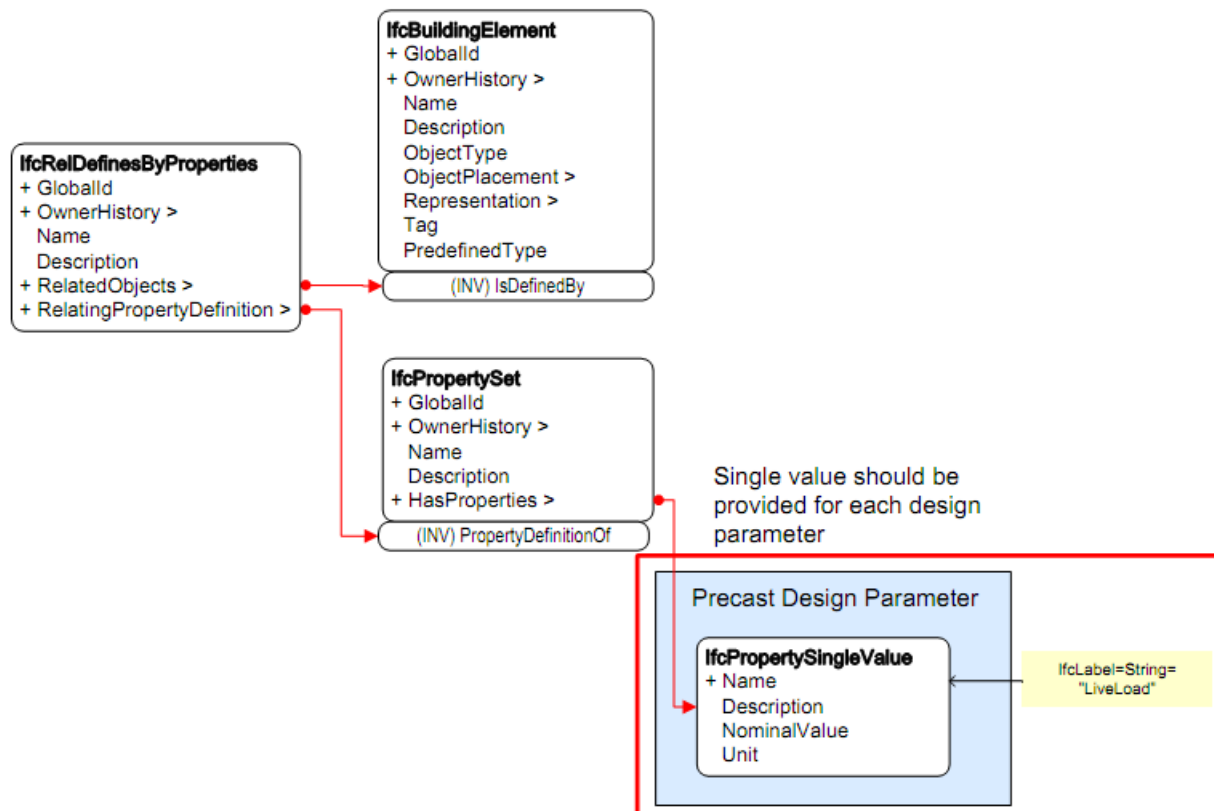 IfcBuildingElement
+ GlobalId
+ OwnerHistory >
Name
Description
ObjectType
ObjectPlacement >
Representation >
Tag
PredefinedType
(INV) IsDefinedBy
IfcRelDefinesByProperties
+ GlobalId
+ OwnerHistory >
Name
Description
+ RelatedObjects >
+ RelatingPropertyDefinition >
IfcPropertySet
+ GlobalId
+ OwnerHistory >
Name
Description
+ HasProperties >
(INV) PropertyDefinitionOf
Single value should be
provided for each design
parameter
Precast Design Parameter
IfcPropertySingleValue
+ Name
Description
NominalValue
Unit
IfcLabel=String=
"LiveLoad"